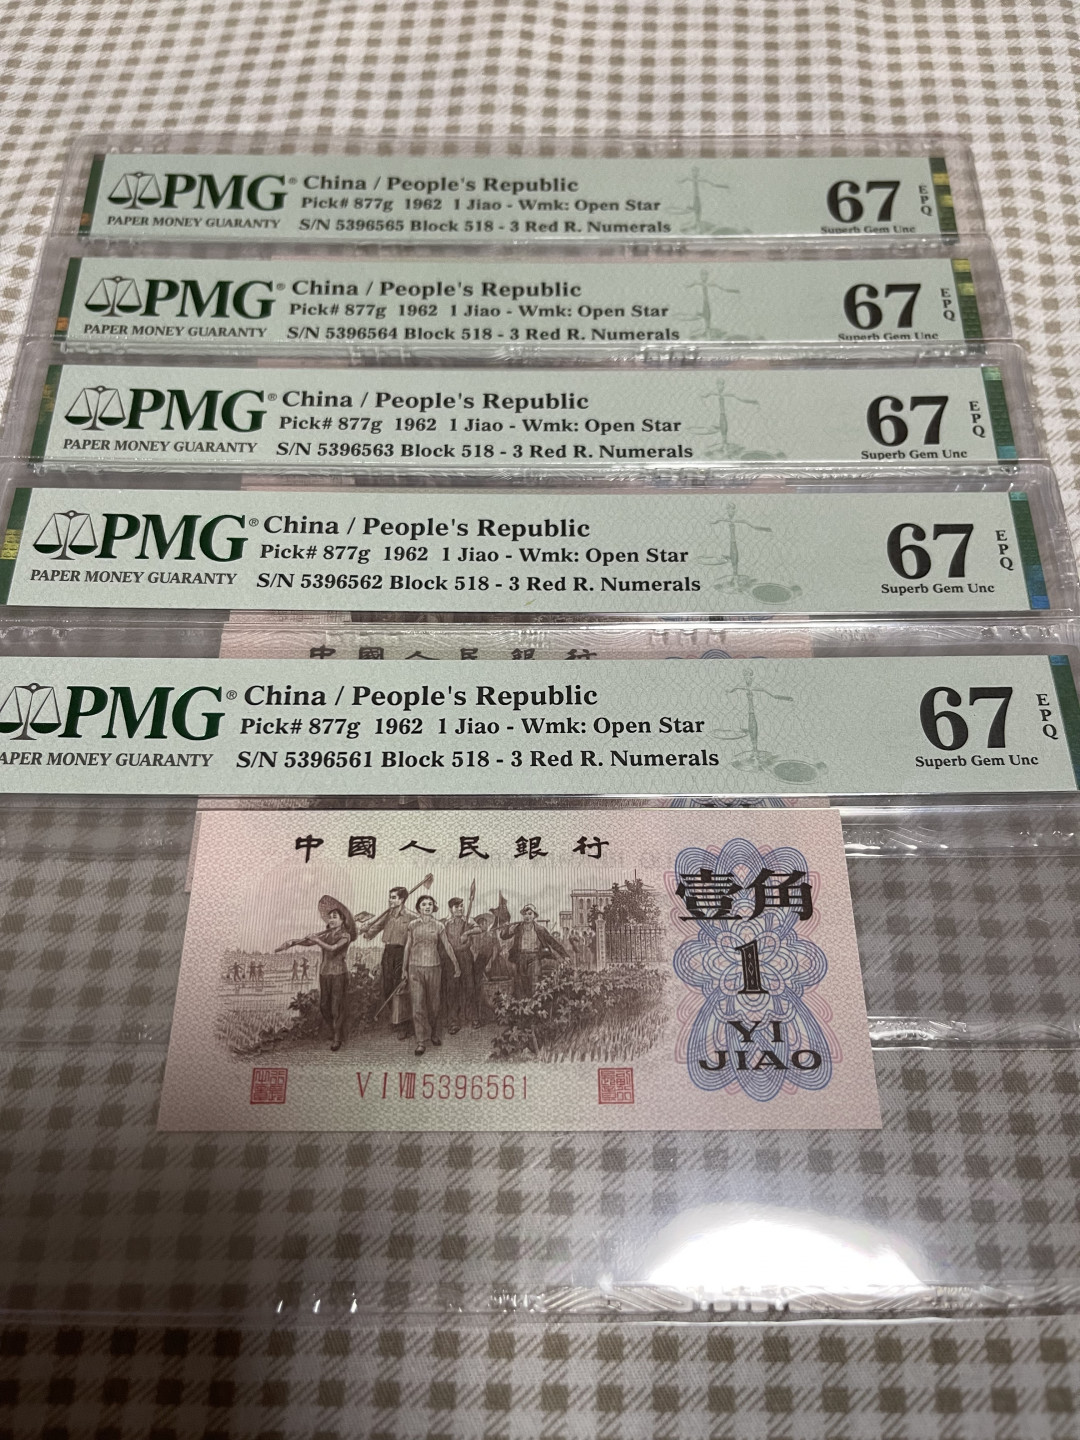 PMG® China / People's Republic
Pick# 877g 1962 1 Jiao - Wmk: Open Star
PAPER MONEY GUARANTY S/N 5396565 Block 518 - 3 Red R. Numerals
67 EPQ
Superb Gem Unc
PMG® China / People's Republic
Pick# 877g 1962 1 Jiao - Wmk: Open Star
PAPER MONEY GUARANTY S/N 5396564 Block 518 - 3 Red R. Numerals
67 EPQ
Superb Gem Unc
PMG® China / People's Republic
Pick# 877g 1962 1 Jiao - Wmk: Open Star
PAPER MONEY GUARANTY S/N 5396563 Block 518 - 3 Red R. Numerals
67 EPQ
Superb Gem Unc
PMG® China / People's Republic
Pick# 877g 1962 1 Jiao - Wmk: Open Star
PAPER MONEY GUARANTY S/N 5396562 Block 518 - 3 Red R. Numerals
67 EPQ
Superb Gem Unc
中國人民銀行
PMG® China / People's Republic
Pick# 877g 1962 1 Jiao - Wmk: Open Star
APER MONEY GUARANTY S/N 5396561 Block 518 - 3 Red R. Numerals
67 EPQ
Superb Gem Unc
中國人民銀行
壹角
1
YI
JIAO
V I VIII 5396561